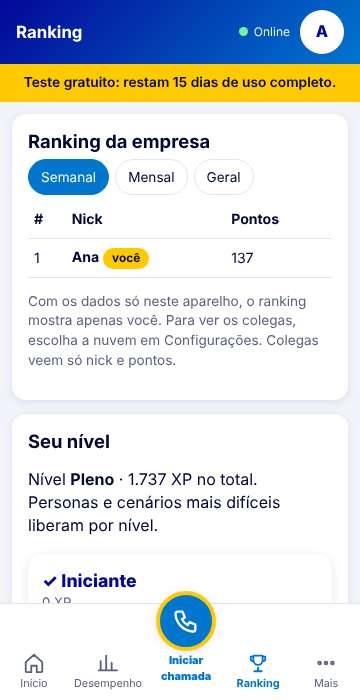 Ranking
Online
A
Teste gratuito: restam 15 dias de uso completo.
Ranking da empresa
Semanal
Mensal
Geral
# Nick Pontos
1 Ana você 137
Com os dados só neste aparelho, o ranking
mostra apenas você. Para ver os colegas,
escolha a nuvem em Configurações. Colegas
veem só nick e pontos.
Seu nível
Nível Pleno · 1.737 XP no total.
Personas e cenários mais difíceis
liberam por nível.
✓ Iniciante
0 XP
Início
Desempenho
Iniciar
chamada
Ranking
Mais